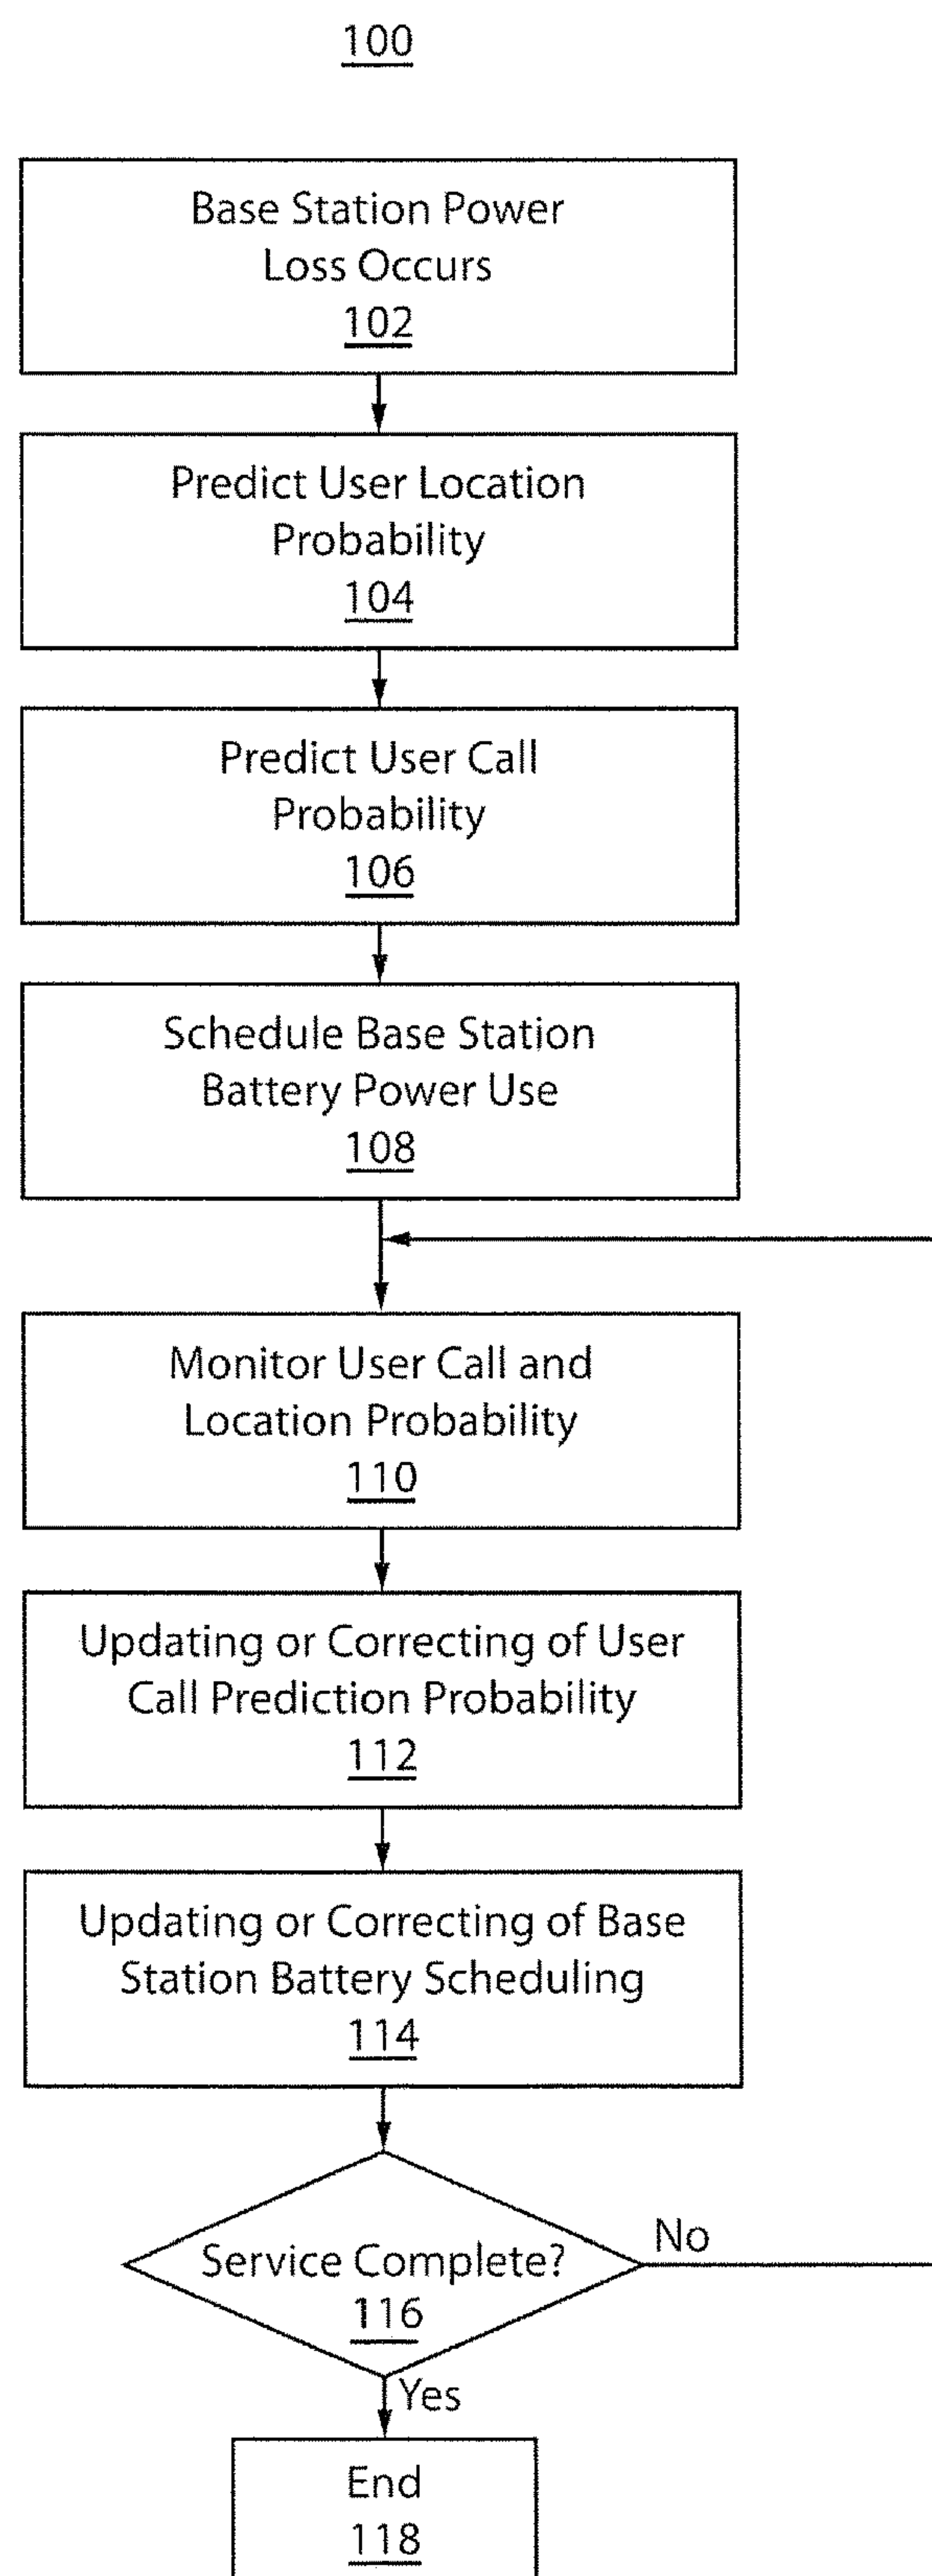 100
Base Station Power
Loss Occurs
102
Predict User Location
Probability
104
Predict User Call
Probability
106
Schedule Base Station
Battery Power Use
108
Monitor User Call and
Location Probability
110
Updating or Correcting of User
Call Prediction Probability
112
Updating or Correcting of Base
Station Battery Scheduling
114
No
Service Complete?
116
Yes
End
118